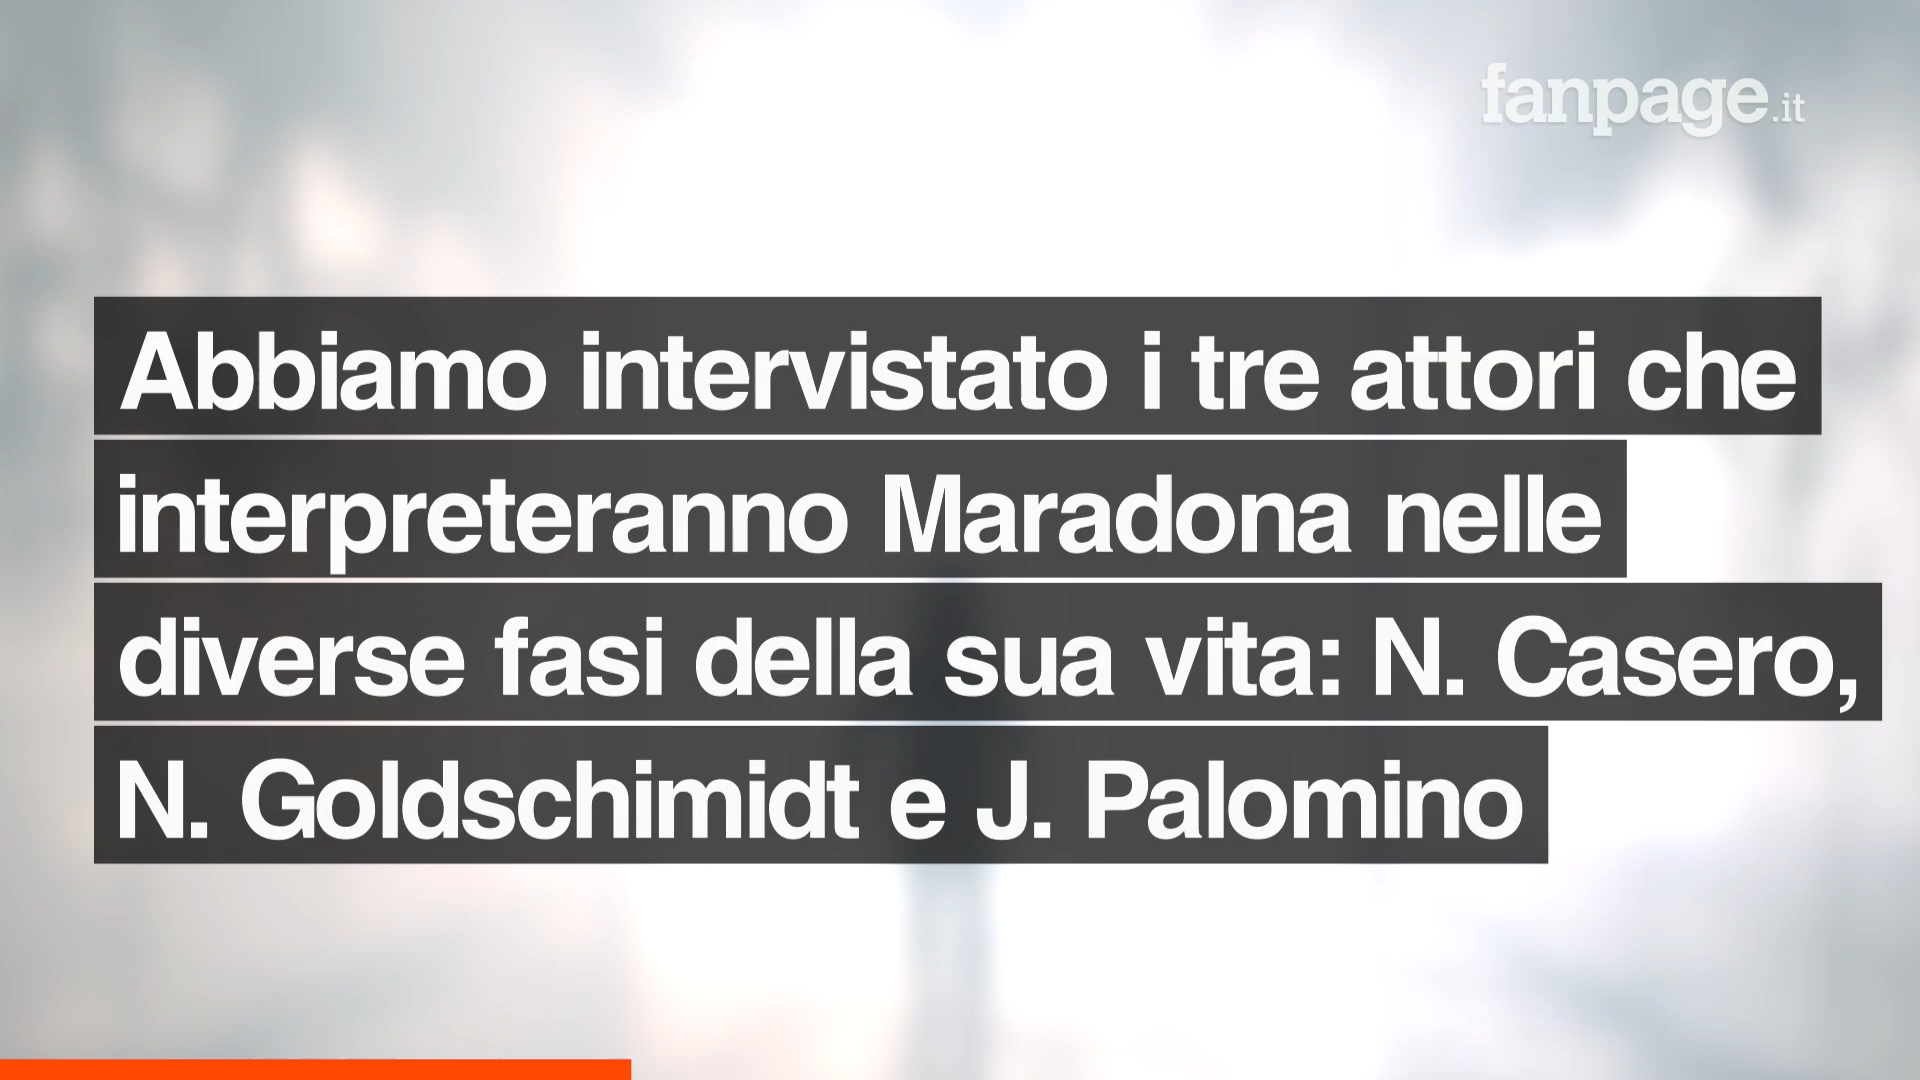 fanpage.it
Abbiamo intervistato i tre attori che
interpreteranno Maradona nelle
diverse fasi della sua vita: N. Casero,
N. Goldschimidt e J. Palomino